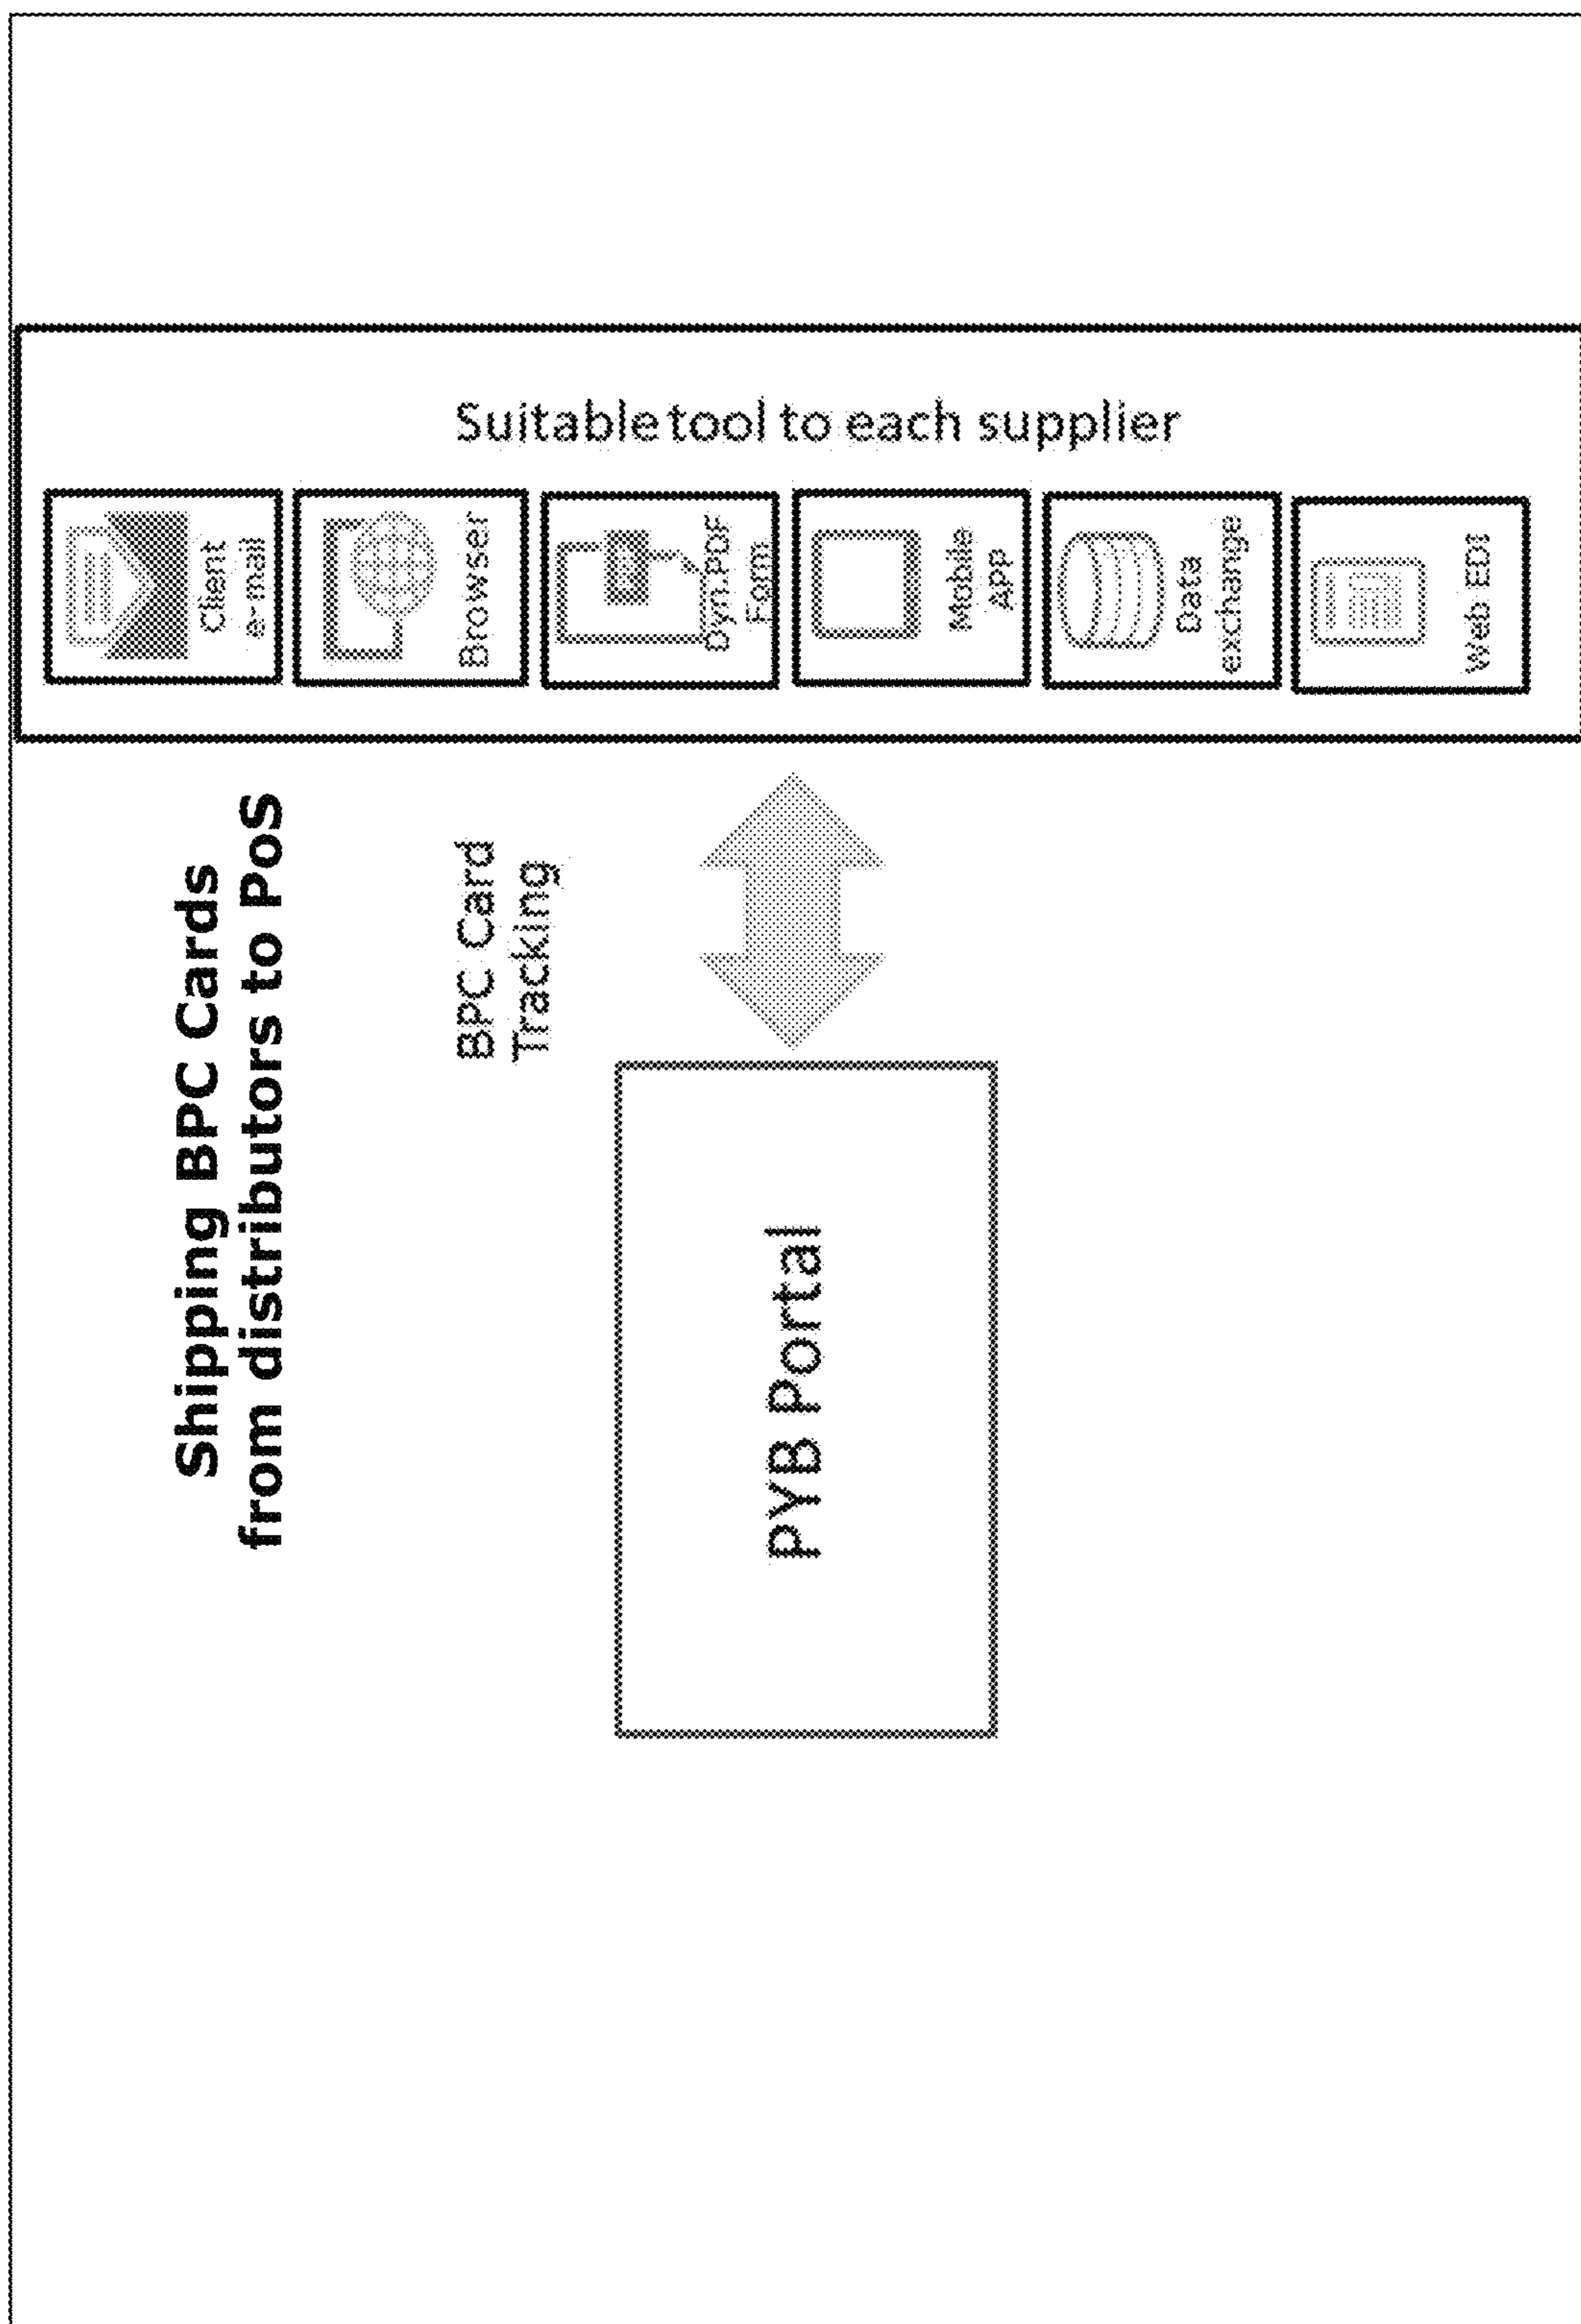 Shipping BPC Cards
from distributors to PoS
BPC Card
Tracking
PYB Portal
Suitable tool to each supplier
Client
e-mail
Browser
Dyn.PDF
Form
Mobile
APP
Data
exchange
Web EDI